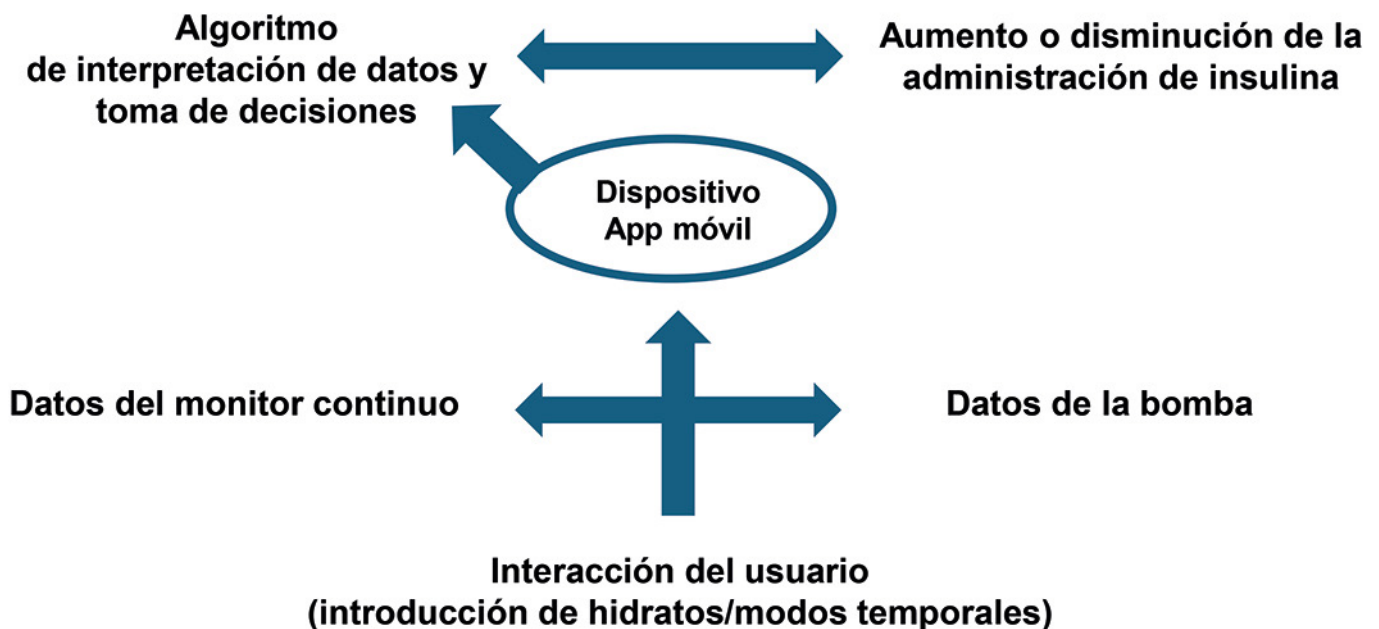 Algoritmo
de interpretación de datos y
toma de decisiones
Aumento o disminución de la
administración de insulina
Dispositivo
App móvil
Datos del monitor continuo
Datos de la bomba
Interacción del usuario
(introducción de hidratos/modos temporales)